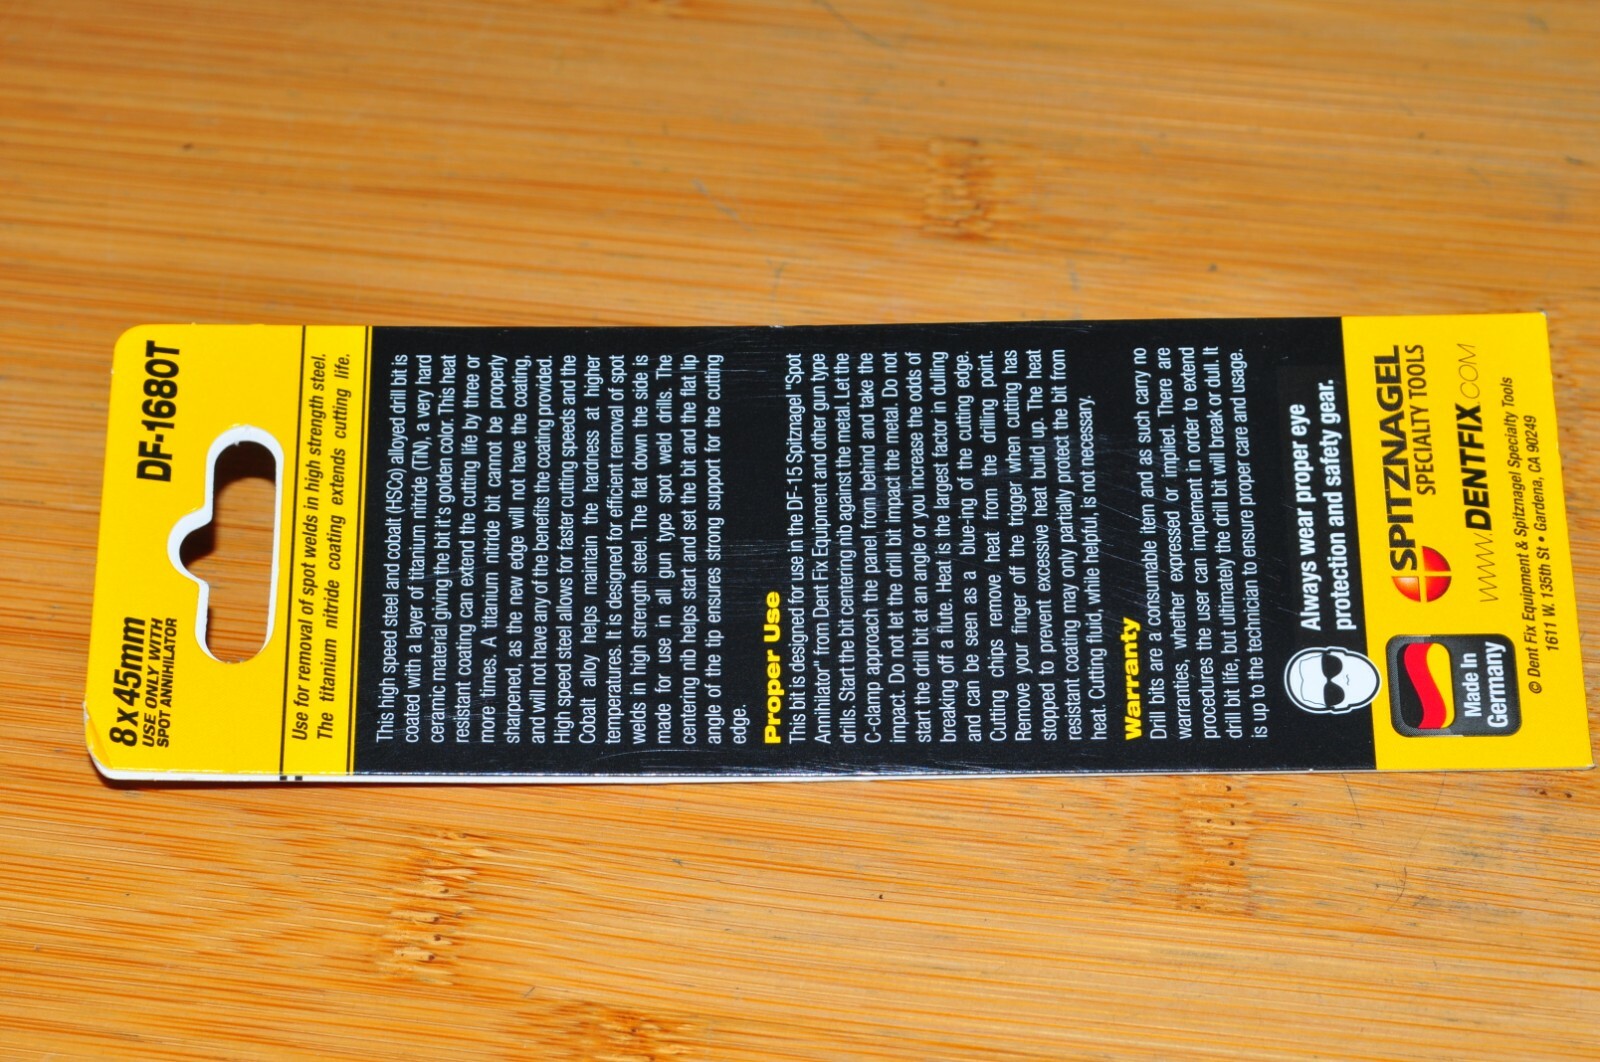 8x45mm
USE ONLY WITH
SPOT ANNIHILATOR
DF-1680T
Use for removal of spot welds in high strength steel.
The titanium nitride coating extends cutting life.
This high speed steel and cobalt (HSCo) alloyed drill bit is
coated with a layer of titanium nitride (TiN), a very hard
ceramic material giving the bit it's golden color. This heat
resistant coating can extend the cutting life by three or
more times. A titanium nitride bit cannot be properly
sharpened, as the new edge will not have the coating,
and will not have any of the benefits the coating provided.
High speed steel allows for faster cutting speeds and the
Cobalt alloy helps maintain the hardness at higher
temperatures. It is designed for efficient removal of spot
welds in high strength steel. The flat down the side is
made for use in all gun type spot weld drills. The
centering nib helps start and set the bit and the flat lip
angle of the tip ensures strong support for the cutting
edge.
Proper Use
This bit is designed for use in the DF-15 Spitznagel "Spot
Annihilator" from Dent Fix Equipment and other gun type
drills. Start the bit centering nib against the metal. Let the
C-clamp approach the panel from behind and take the
impact. Do not let the drill bit impact the metal. Do not
start the drill bit at an angle or you increase the odds of
breaking off a flute. Heat is the largest factor in dulling
and can be seen as a blue-ing of the cutting edge.
Cutting chips remove heat from the drilling point.
Remove your finger off the trigger when cutting has
stopped to prevent excessive heat build up. The heat
resistant coating may only partially protect the bit from
heat. Cutting fluid, while helpful, is not necessary.
Warranty
Drill bits are a consumable item and as such carry no
warranties, whether expressed or implied. There are
procedures the user can implement in order to extend
drill bit life, but ultimately the drill bit will break or dull. It
is up to the technician to ensure proper care and usage.
Always wear proper eye
protection and safety gear.
Made In
Germany
SPITZNAGEL
SPECIALTY TOOLS
WWW.DENTFIX.COM
© Dent Fix Equipment & Spitznagel Specialty Tools
1611 W. 135th St • Gardena, CA 90249